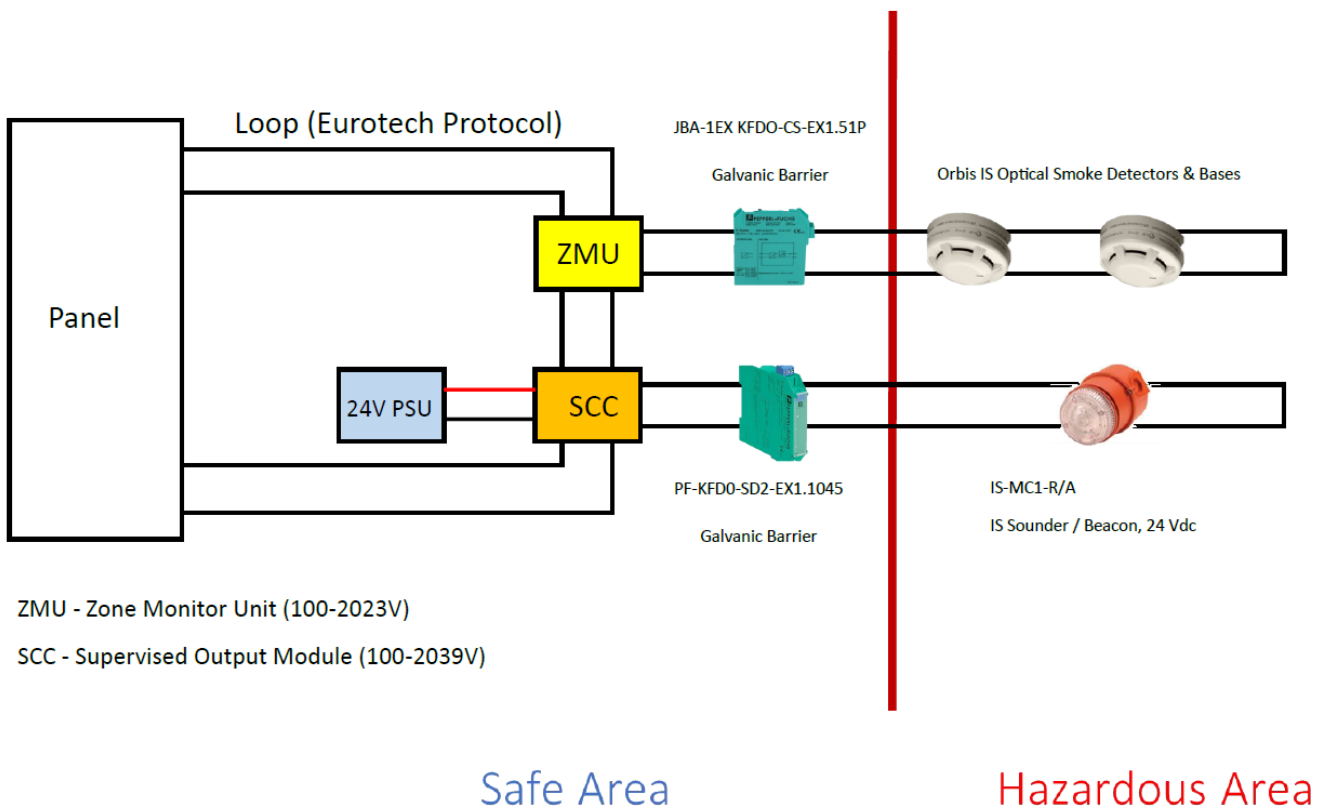 Loop (Eurotech Protocol)
JBA-1EX KFDO-CS-EX1.51P
Galvanic Barrier
Orbis IS Optical Smoke Detectors & Bases
PEPPERL+FUCHS
ZMU
Panel
24V PSU
SCC
PF-KFD0-SD2-EX1.1045
Galvanic Barrier
IS-MC1-R/A
IS Sounder / Beacon, 24 Vdc
ZMU - Zone Monitor Unit (100-2023V)
SCC - Supervised Output Module (100-2039V)
Safe Area
Hazardous Area